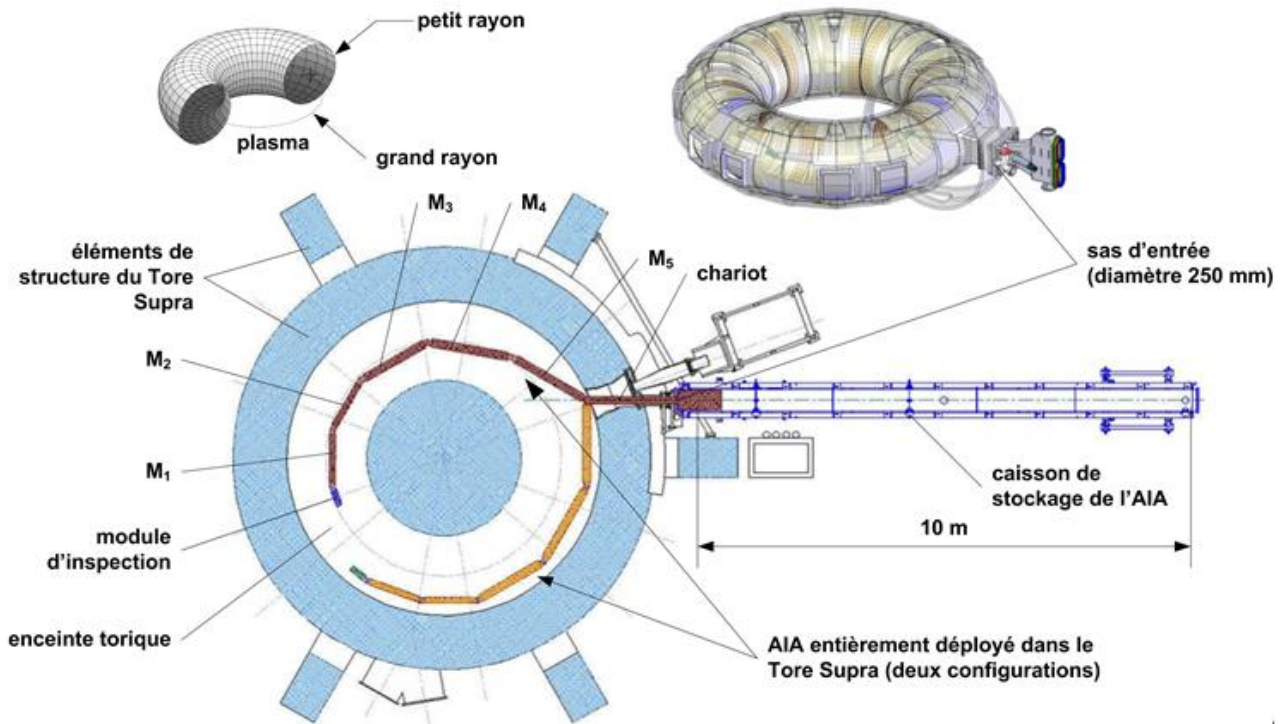 petit rayon
plasma
grand rayon
M3
M4
éléments de
structure du Tore
Supra
M5
chariot
sas d'entrée
(diamètre 250 mm)
M2
M1
caisson de
stockage de l'AIA
10 m
module
d'inspection
enceinte torique
AIA entièrement déployé dans le
Tore Supra (deux configurations)